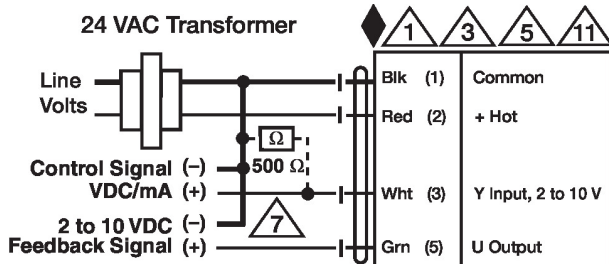 24 VAC Transformer
1 3 5 11
Line
Volts
Blk (1) Common
Red (2) + Hot
Ω
500 Ω
Control Signal (–)
VDC/mA (+)
Wht (3) Y Input, 2 to 10 V
7
2 to 10 VDC (–)
Feedback Signal (+)
Grn (5) U Output